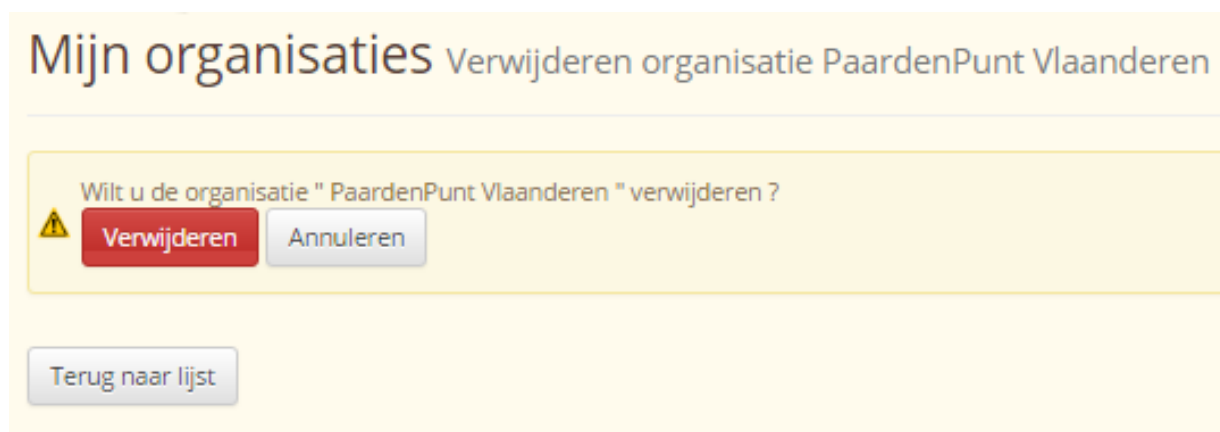 Mijn organisaties Verwijderen organisatie PaardenPunt Vlaanderen
Wilt u de organisatie " PaardenPunt Vlaanderen " verwijderen ?
Verwijderen Annuleren
Terug naar lijst